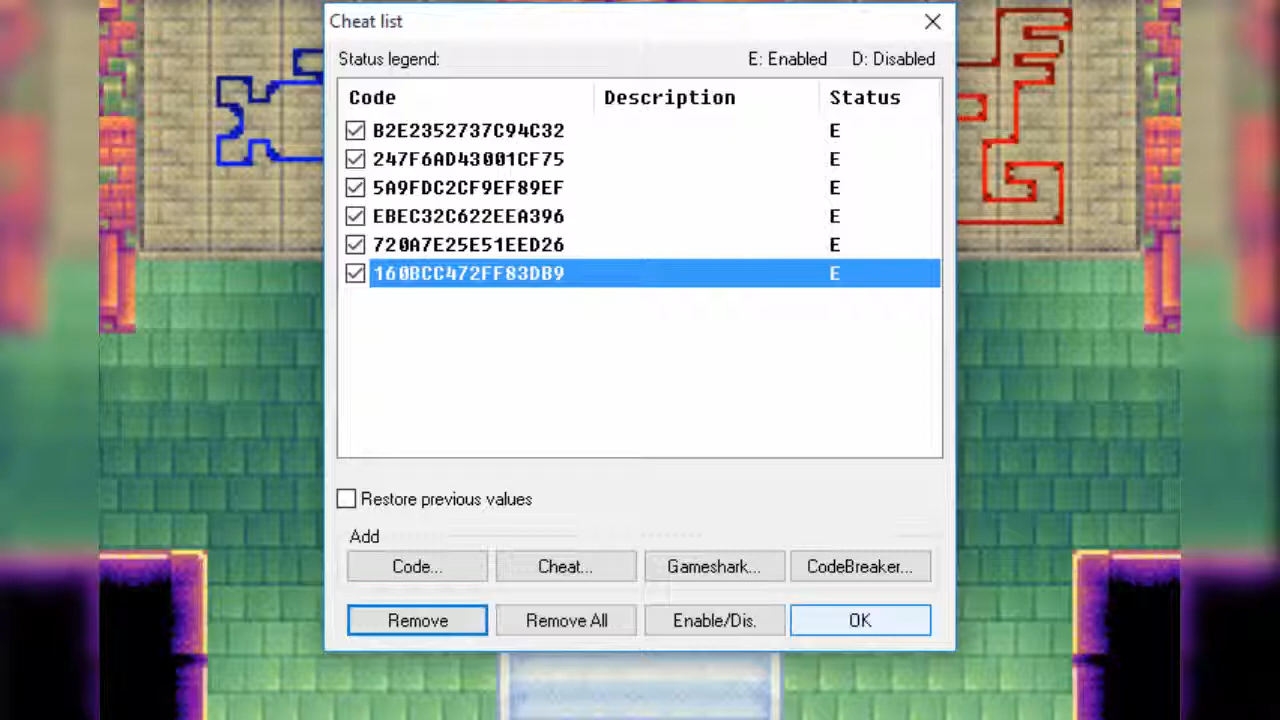 Cheat list
Status legend: E: Enabled D: Disabled
Code Description Status
B2E2352737C94C32 E
247F6AD43001CF75 E
5A9FDC2CF9EF89EF E
EBEC32C622EEA396 E
720A7E25E51EED26 E
160BCC472FF83DB9 E
Restore previous values
Add
Code... Cheat... Gameshark... CodeBreaker...
Remove Remove All Enable/Dis. OK